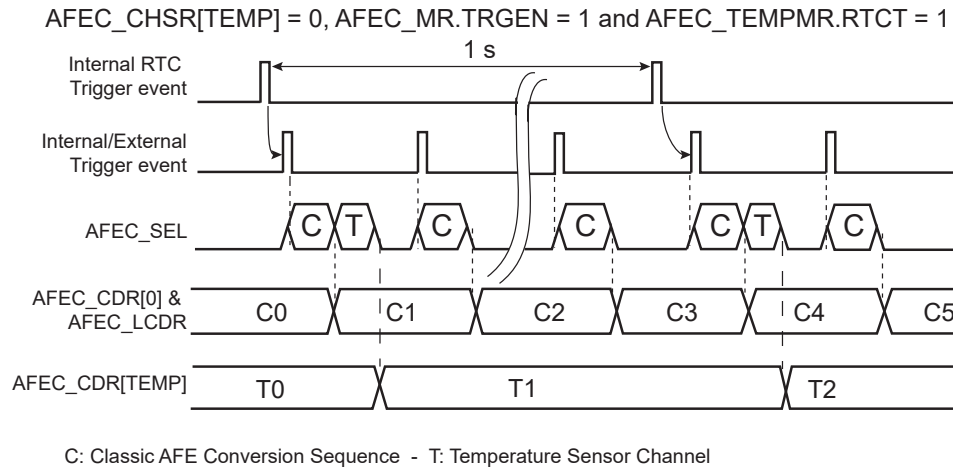 AFEC_CHSR[TEMP] = 0, AFEC_MR.TRGEN = 1 and AFEC_TEMPMR.RTCT = 1
1 s
Internal RTC
Trigger event
Internal/External
Trigger event
AFEC_SEL C T C C C T C
AFEC_CDR[0] &
AFEC_LCDR C0 C1 C2 C3 C4 C5
AFEC_CDR[TEMP] T0 T1 T2
C: Classic AFE Conversion Sequence - T: Temperature Sensor Channel